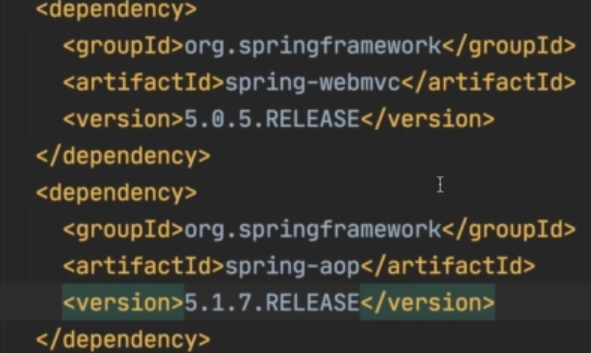 <dependency>
<groupId>org.springframework</groupId>
<artifactId>spring-webmvc</artifactId>
<version>5.0.5.RELEASE</version>
</dependency>
<dependency>
<groupId>org.springframework</groupId>
<artifactId>spring-aop</artifactId>
<version>5.1.7.RELEASE</version>
</dependency>